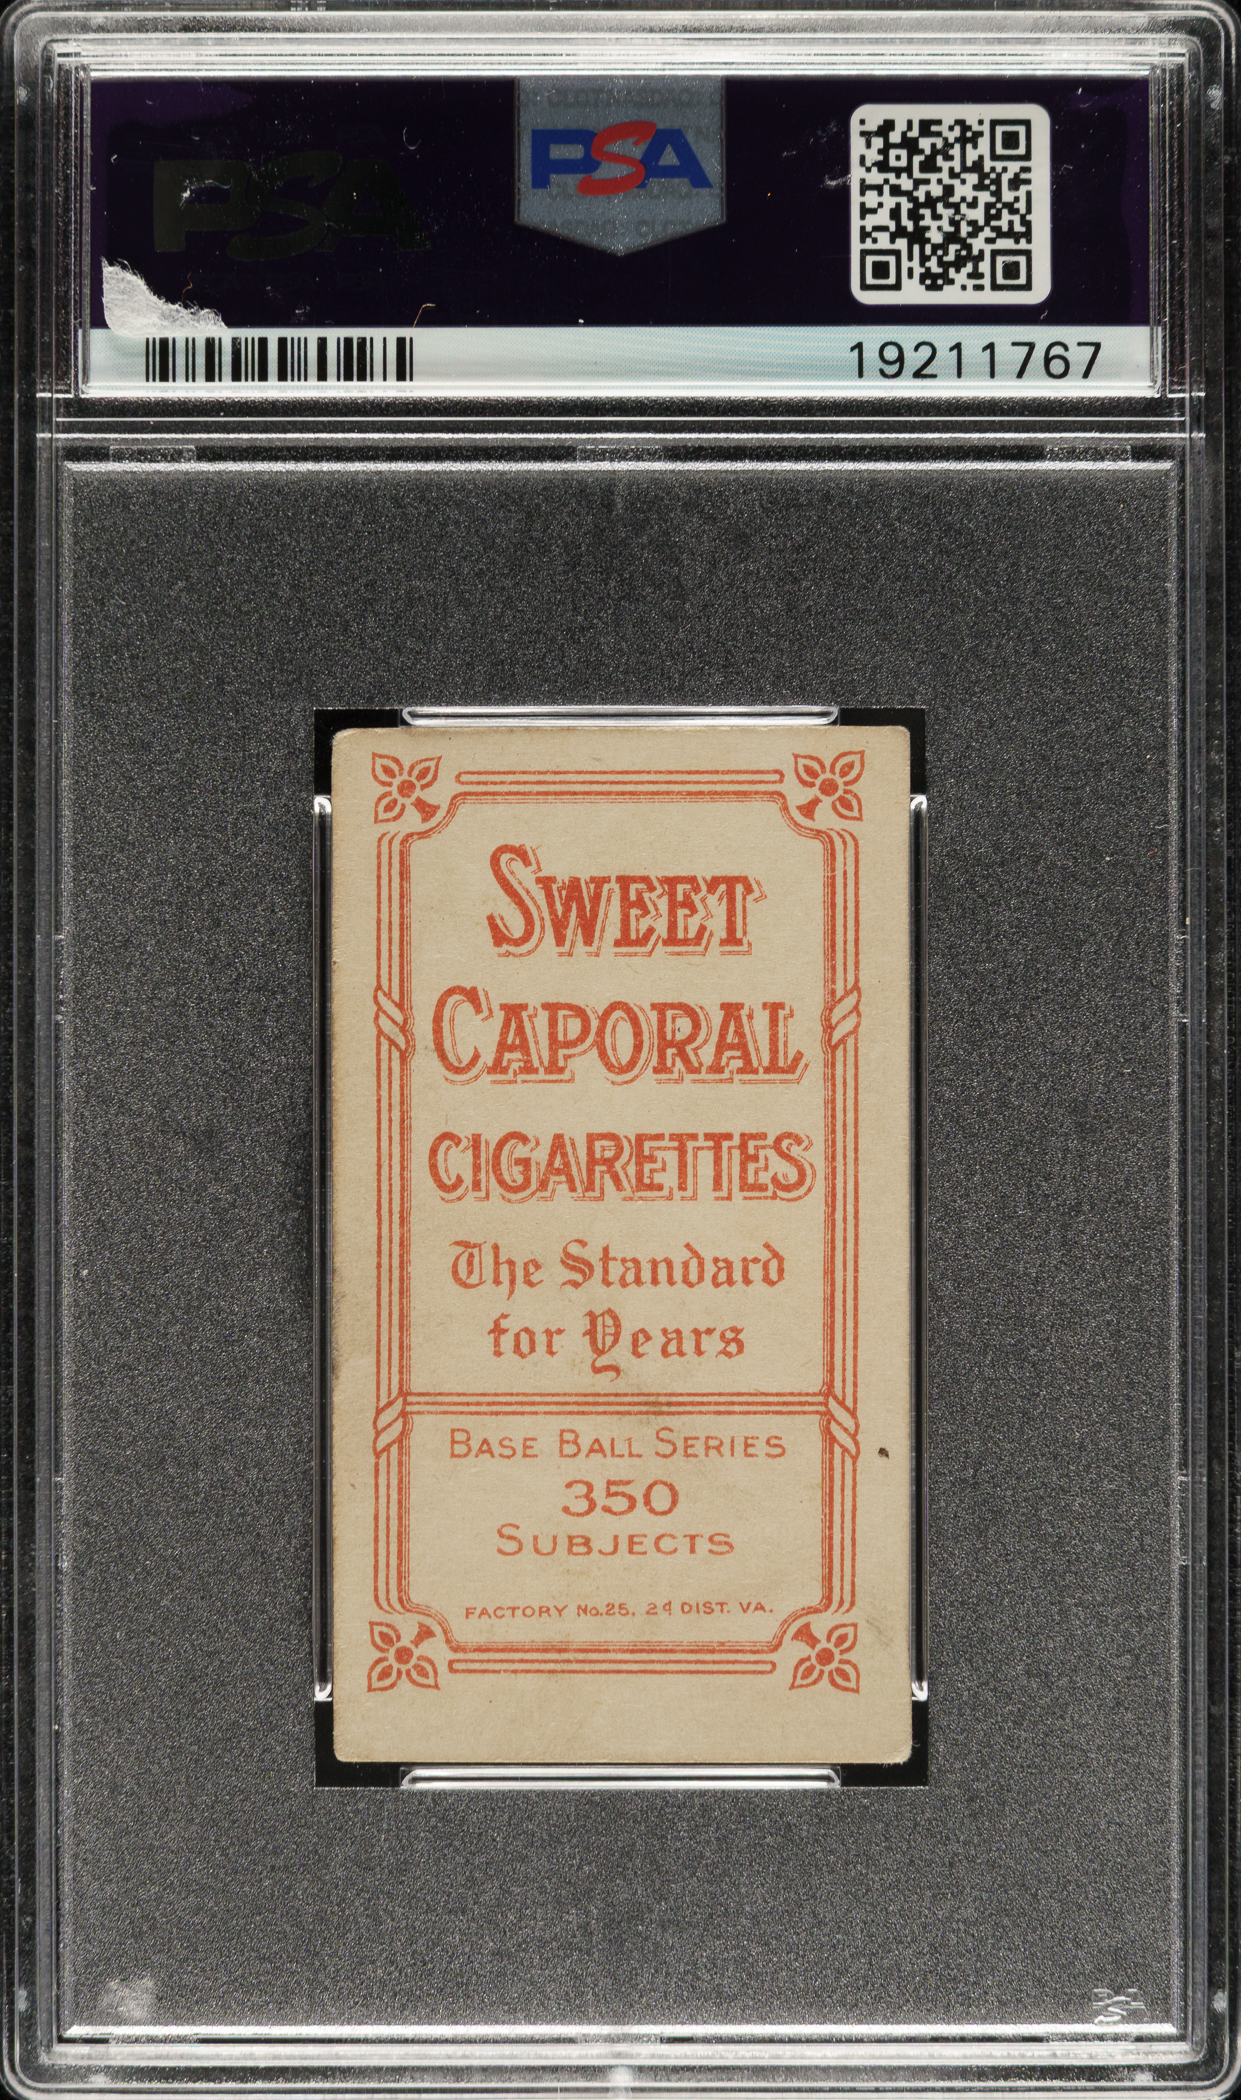 PSA
PSA
19211767
SWEET
CAPORAL
CIGARETTES
The Standard
for Years
BASE BALL SERIES
350
SUBJECTS
FACTORY No.25, 2d DIST. VA.